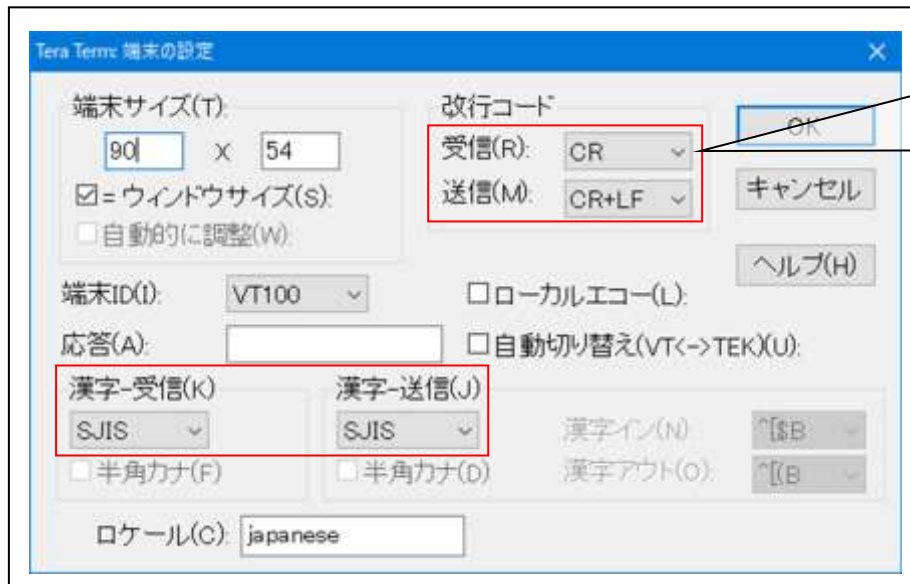 Tera Term: 端末の設定
端末サイズ(T):
90 X 54
= ウィンドウサイズ(S):
自動的に調整(W):
改行コード
受信(R): CR
送信(M): CR+LF
OK
キャンセル
ヘルプ(H)
端末ID(I): VT100
ローカルエコー(L):
応答(A):
自動切り替え(VT<->TEK)(U):
漢字-受信(K)
SJIS
半角カナ(F)
漢字-送信(J)
SJIS
半角カナ(D)
漢字イン(N): ^[$B
漢字アウト(O): ^[(B
ロケール(C): japanese